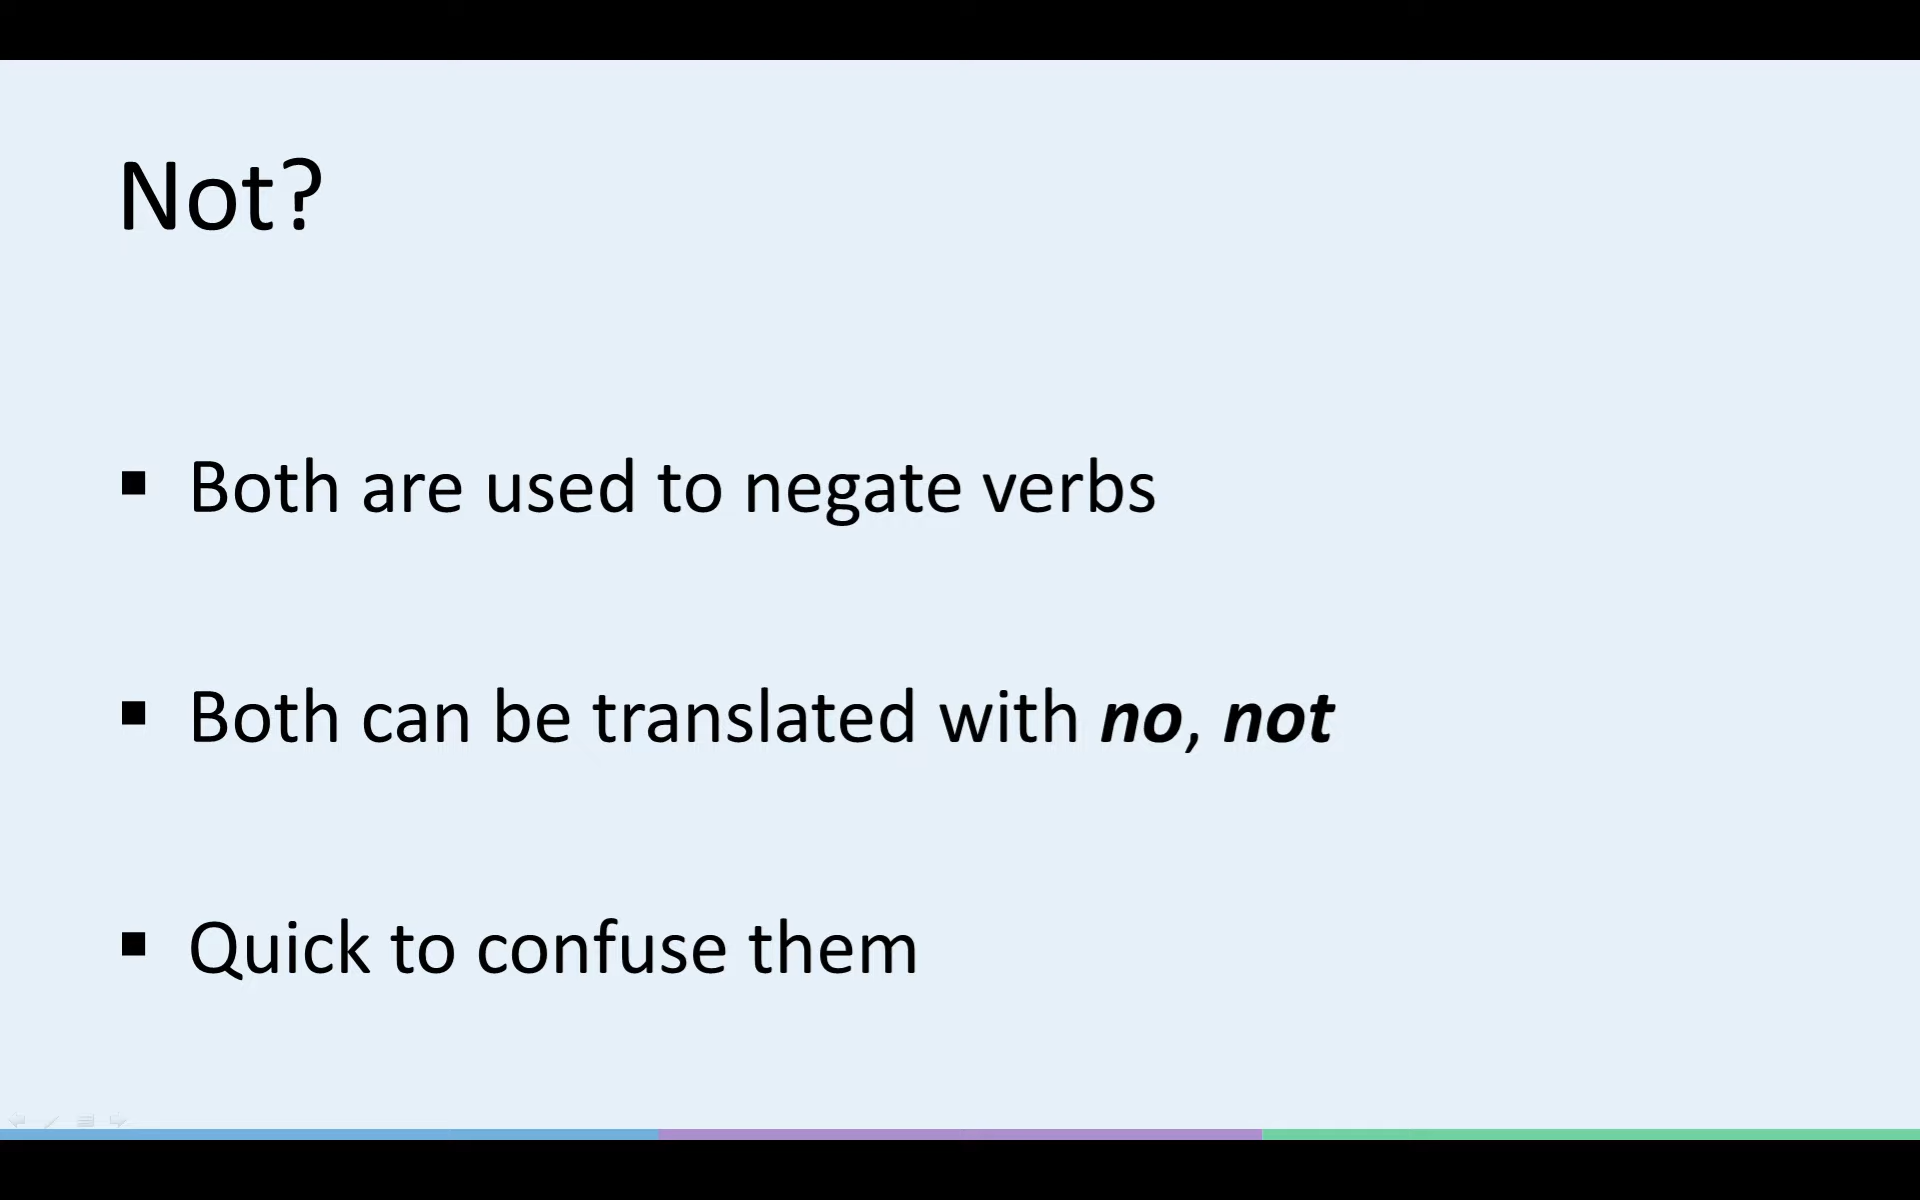 Not?
▪ Both are used to negate verbs
▪ Both can be translated with no, not
▪ Quick to confuse them